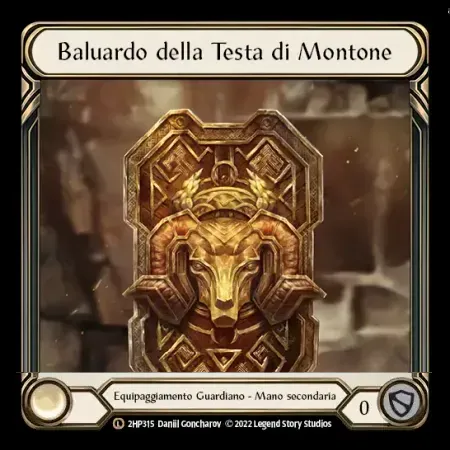 Baluardo della Testa di Montone
Equipaggiamento Guardiano - Mano secondaria
0
L 2HP315 Daniil Goncharov © 2022 Legend Story Studios